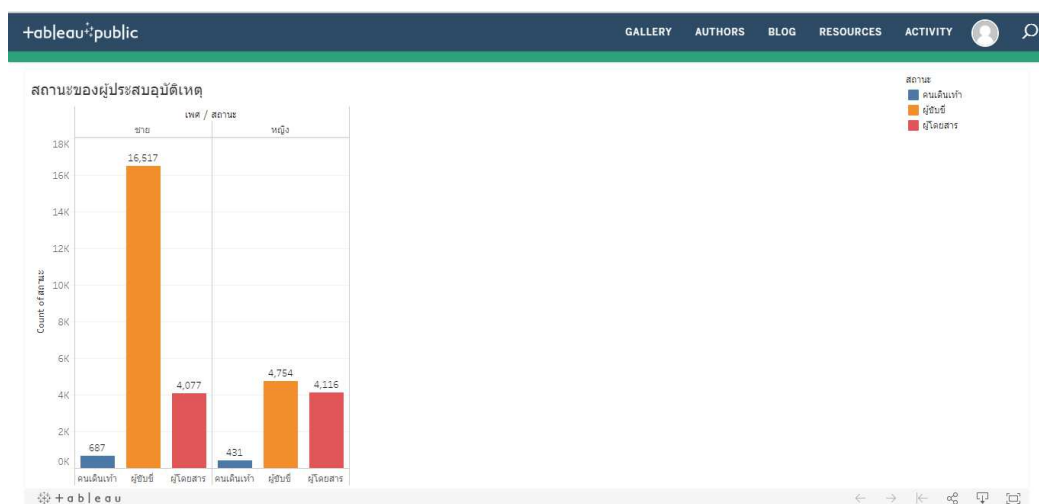 +ableau public
GALLERY AUTHORS BLOG RESOURCES ACTIVITY
สถานะของผู้ประสบอุบัติเหตุ
เพศ / สถานะ
ชาย หญิง
18K
16K
14K
12K
10K
8K
6K
4K
2K
0K
Count of สถานะ
687
16,517
4,077
431
4,754
4,116
คนเดินเท้า ผู้ขับขี่ ผู้โดยสาร คนเดินเท้า ผู้ขับขี่ ผู้โดยสาร
สถานะ
คนเดินเท้า
ผู้ขับขี่
ผู้โดยสาร
+ableau